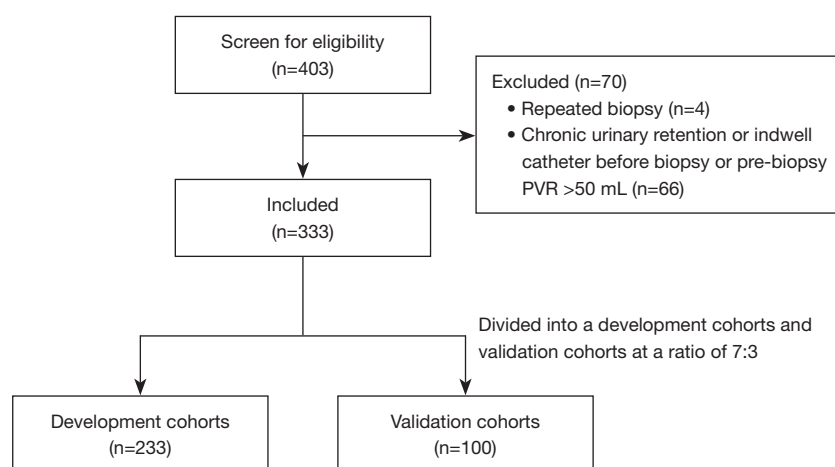 Screen for eligibility
(n=403)
Excluded (n=70)
• Repeated biopsy (n=4)
• Chronic urinary retention or indwell
catheter before biopsy or pre-biopsy
PVR >50 mL (n=66)
Included
(n=333)
Divided into a development cohorts and
validation cohorts at a ratio of 7:3
Development cohorts
(n=233)
Validation cohorts
(n=100)